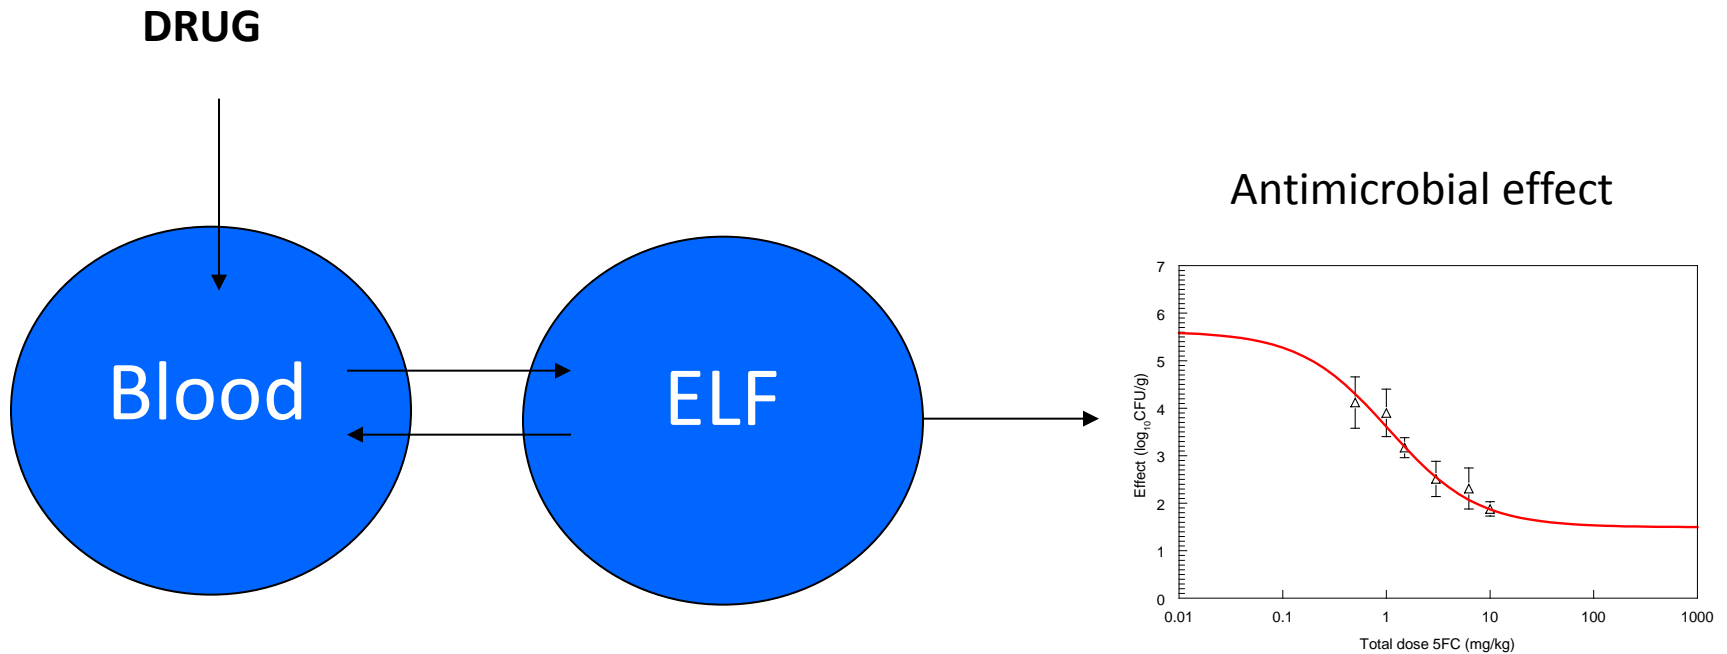 DRUG
Blood
ELF
Antimicrobial effect
7
6
5
4
3
2
1
0
Effect (log₁₀CFU/g)
0.01 0.1 1 10 100 1000
Total dose 5FC (mg/kg)